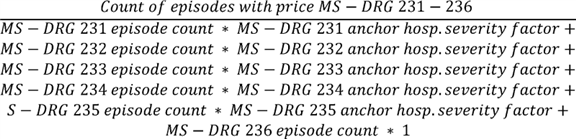 Count of episodes with price MS − DRG 231 − 236
MS − DRG 231 episode count * MS − DRG 231 anchor hosp. severity factor +
MS − DRG 232 episode count * MS − DRG 232 anchor hosp. severity factor +
MS − DRG 233 episode count * MS − DRG 233 anchor hosp. severity factor +
MS − DRG 234 episode count * MS − DRG 234 anchor hosp. severity factor +
S − DRG 235 episode count * MS − DRG 235 anchor hosp. severity factor +
MS − DRG 236 episode count * 1